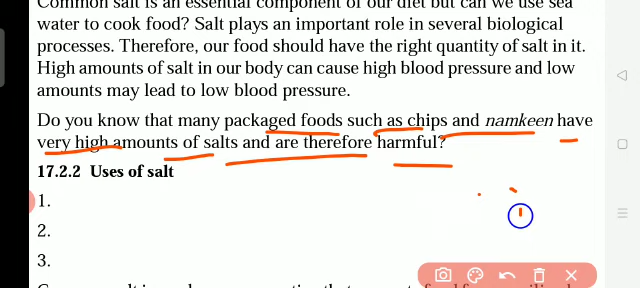 Common salt is an essential component of our diet but can we use sea
water to cook food? Salt plays an important role in several biological
processes. Therefore, our food should have the right quantity of salt in it.
High amounts of salt in our body can cause high blood pressure and low
amounts may lead to low blood pressure.
Do you know that many packaged foods such as chips and namkeen have
very high amounts of salts and are therefore harmful?
17.2.2 Uses of salt
1.
2.
3.